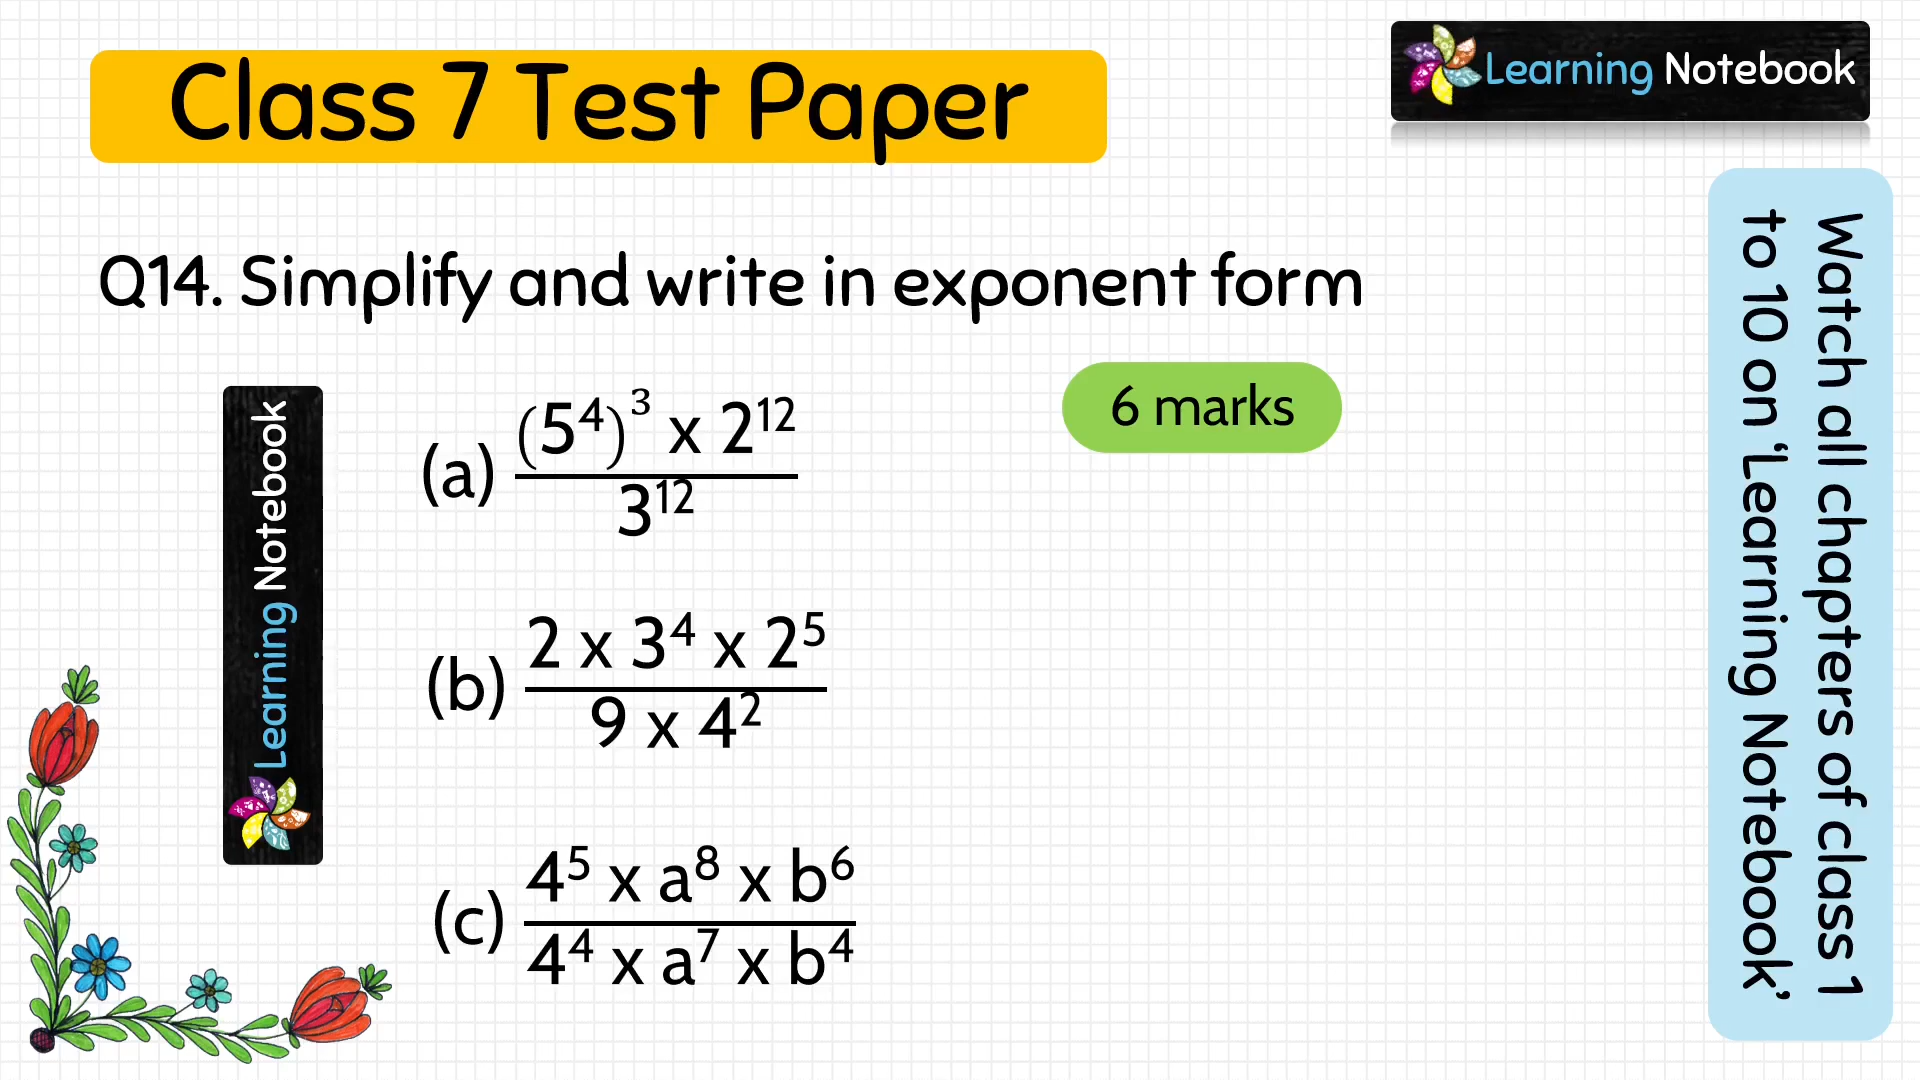 Class 7 Test Paper
Learning Notebook
Q14. Simplify and write in exponent form
6 marks
(a) (5⁴)³ x 2¹² / 3¹²
(b) 2 x 3⁴ x 2⁵ / 9 x 4²
(c) 4⁵ x a⁸ x b⁶ / 4⁴ x a⁷ x b⁴
Learning Notebook
Watch all chapters of class 1
to 10 on ‘Learning Notebook’